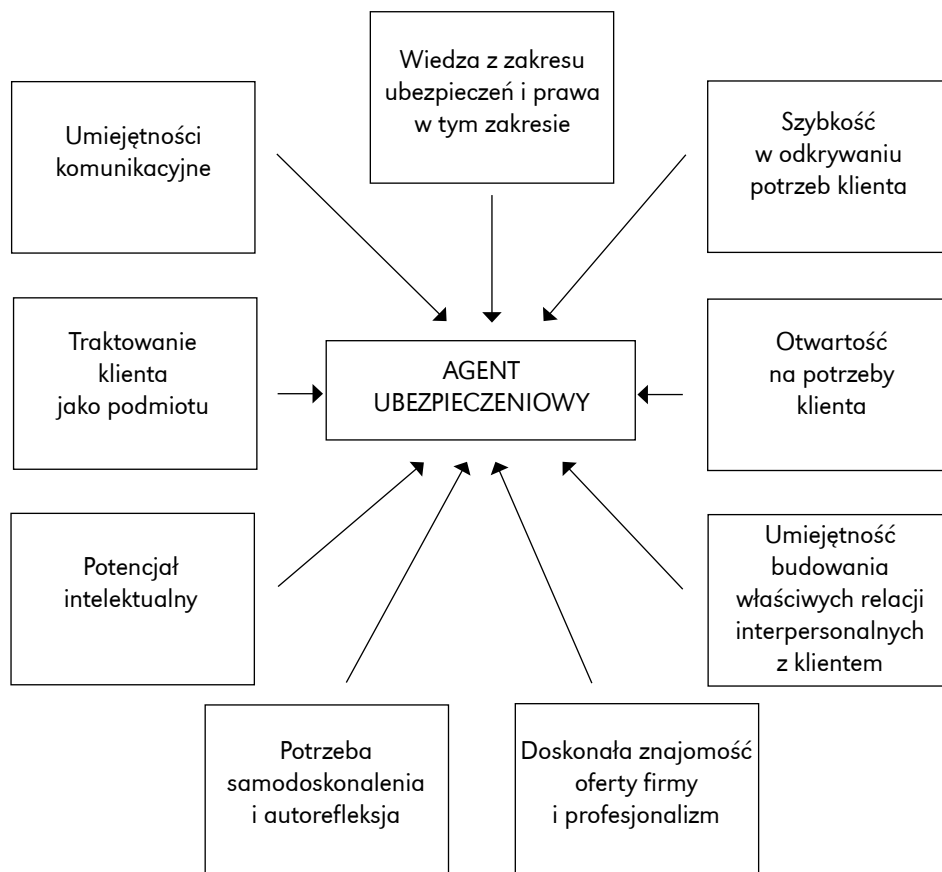 Wiedza z zakresu
ubezpieczeń i prawa
w tym zakresie
Umiejętności
komunikacyjne
Szybkość
w odkrywaniu
potrzeb klienta
Traktowanie
klienta
jako podmiotu
AGENT
UBEZPIECZENIOWY
Otwartość
na potrzeby
klienta
Potencjał
intelektualny
Umiejętność
budowania
właściwych relacji
interpersonalnych
z klientem
Potrzeba
samodoskonalenia
i autorefleksja
Doskonała znajomość
oferty firmy
i profesjonalizm